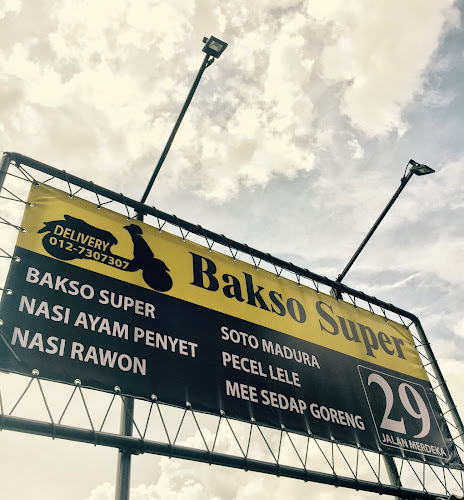 DELIVERY
012-7307307
Bakso Super
BAKSO SUPER
NASI AYAM PENYET
NASI RAWON
SOTO MADURA
PECEL LELE
MEE SEDAP GORENG
29
JALAN MERDEKA